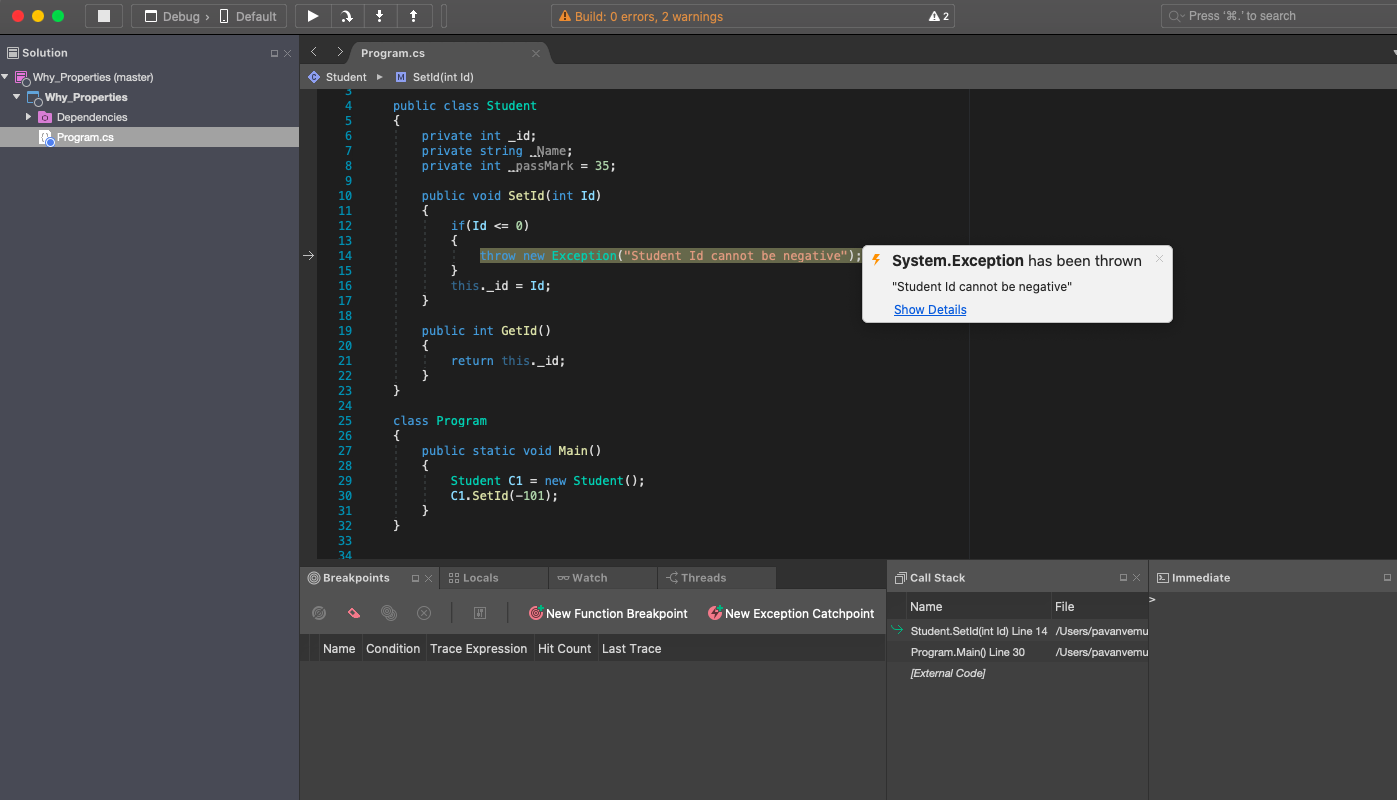 Debug › Default
Build: 0 errors, 2 warnings
2
Press '⌘.' to search
Solution
Why_Properties (master)
Why_Properties
Dependencies
Program.cs
Program.cs
Student ▸ M SetId(int Id)
3
4 public class Student
5 {
6 private int _id;
7 private string _Name;
8 private int _passMark = 35;
9
10 public void SetId(int Id)
11 {
12 if(Id <= 0)
13 {
14 throw new Exception("Student Id cannot be negative");
15 }
16 this._id = Id;
17 }
18
19 public int GetId()
20 {
21 return this._id;
22 }
23 }
24
25 class Program
26 {
27 public static void Main()
28 {
29 Student C1 = new Student();
30 C1.SetId(-101);
31 }
32 }
33
34
System.Exception has been thrown
"Student Id cannot be negative"
Show Details
Breakpoints
Locals
Watch
Threads
New Function Breakpoint
New Exception Catchpoint
Name Condition Trace Expression Hit Count Last Trace
Call Stack
Name File
Student.SetId(int Id) Line 14 /Users/pavanvemu
Program.Main() Line 30 /Users/pavanvemu
[External Code]
Immediate
>